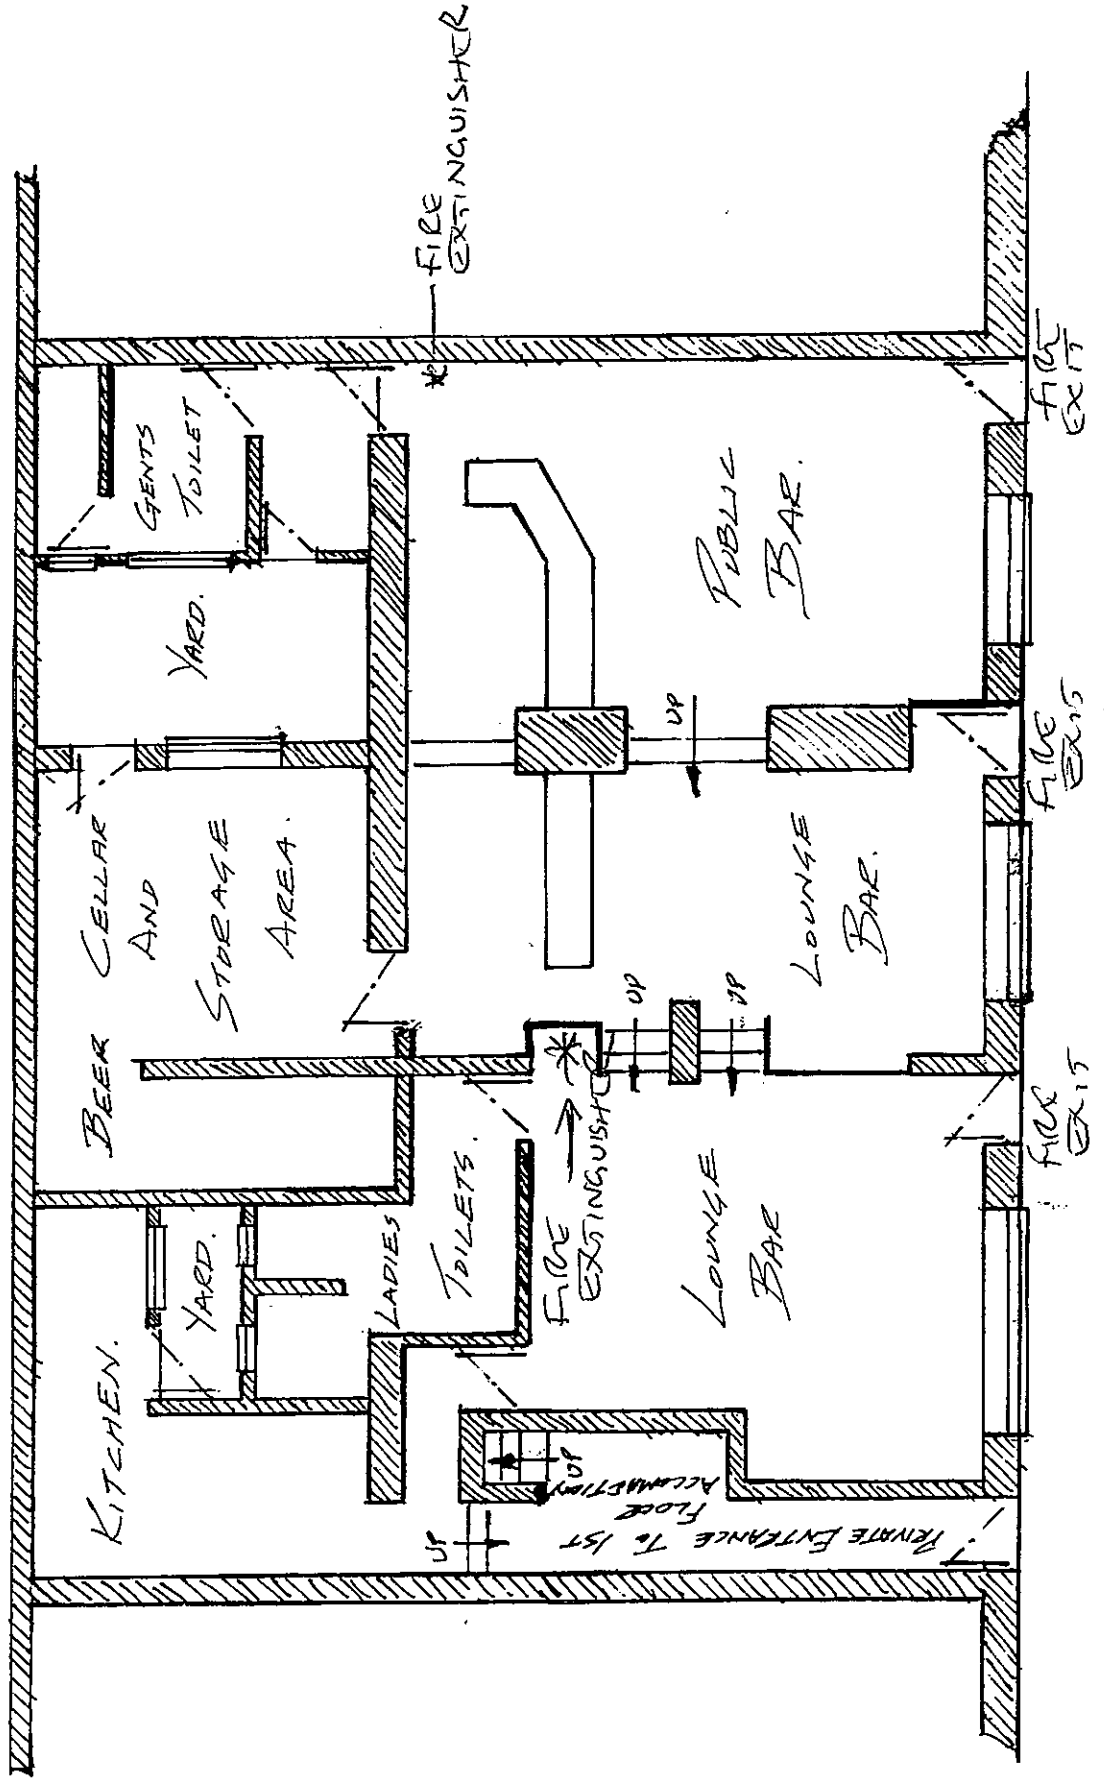 KITCHEN.
YARD.
BEER CELLAR
AND
STORAGE
AREA.
YARD.
GENTS
TOILET
LADIES
TOILETS.
FIRE
EXTINGUISHER
FIRE
EXTINGUISHER
UP
UP
PRIVATE ENTRANCE TO 1ST
FLOOR
LOUNGE
BAR
UP
UP
LOUNGE
BAR.
UP
PUBLIC
BAR.
FIRE
EXIT
FIRE
EXIT
FIRE
EXIT